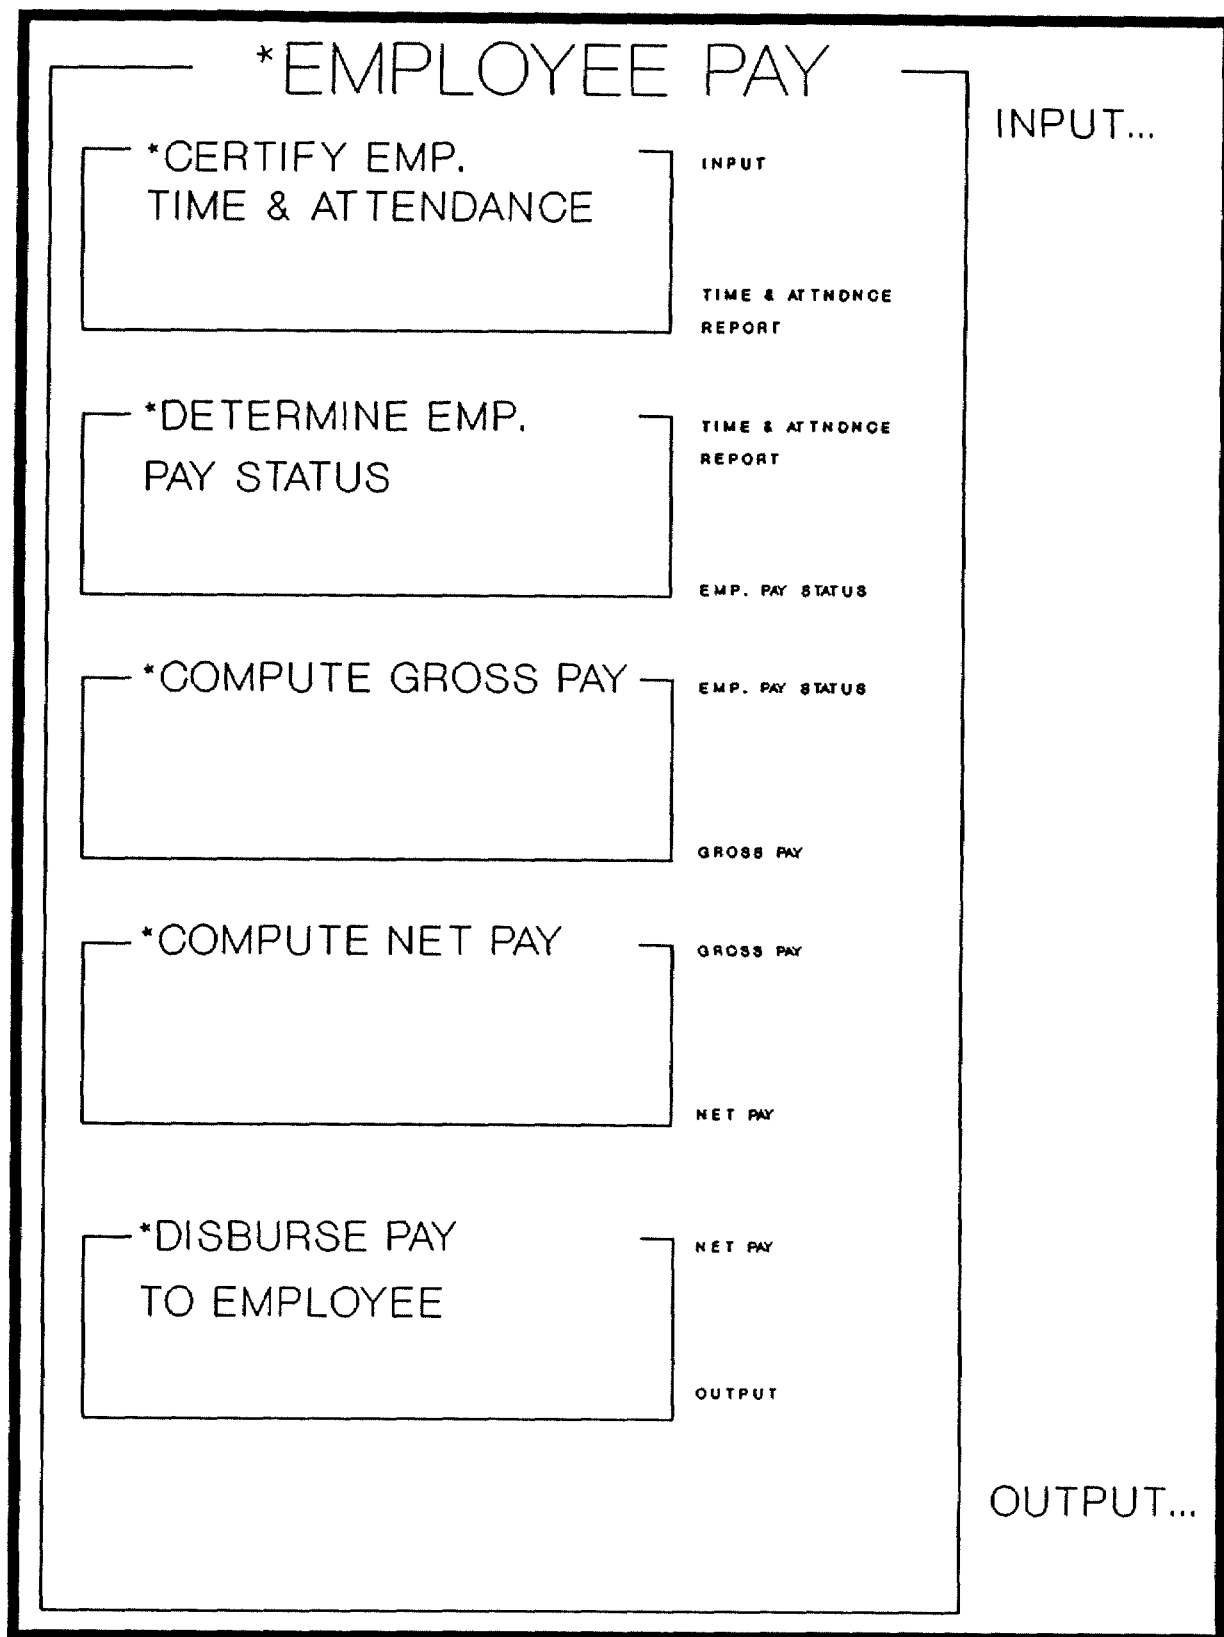 *EMPLOYEE PAY
INPUT...
*CERTIFY EMP.
TIME & ATTENDANCE
INPUT
TIME & ATTNDNCE
REPORT
*DETERMINE EMP.
PAY STATUS
TIME & ATTNDNCE
REPORT
EMP. PAY STATUS
*COMPUTE GROSS PAY
EMP. PAY STATUS
GROSS PAY
*COMPUTE NET PAY
GROSS PAY
NET PAY
*DISBURSE PAY
TO EMPLOYEE
NET PAY
OUTPUT
OUTPUT...